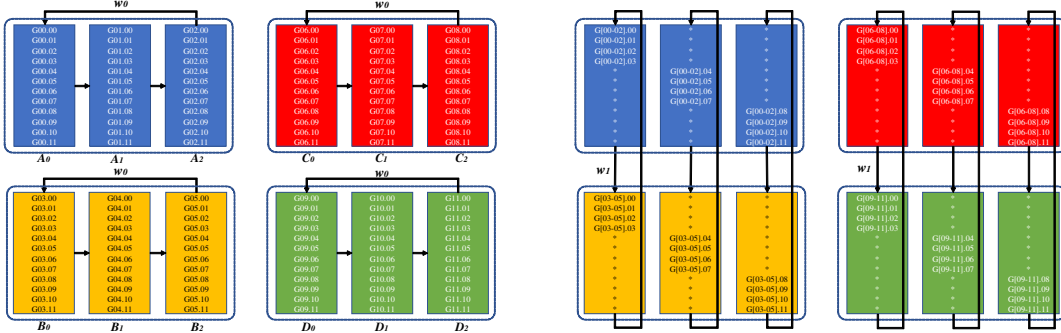 w0
G00.00 G01.00 G02.00
G00.01 G01.01 G02.01
G00.02 G01.02 G02.02
G00.03 G01.03 G02.03
G00.04 G01.04 G02.04
G00.05 G01.05 G02.05
G00.06 G01.06 G02.06
G00.07 G01.07 G02.07
G00.08 G01.08 G02.08
G00.09 G01.09 G02.09
G00.10 G01.10 G02.10
G00.11 G01.11 G02.11
A0 A1 A2
w0
G06.00 G07.00 G08.00
G06.01 G07.01 G08.01
G06.02 G07.02 G08.02
G06.03 G07.03 G08.03
G06.04 G07.04 G08.04
G06.05 G07.05 G08.05
G06.06 G07.06 G08.06
G06.07 G07.07 G08.07
G06.08 G07.08 G08.08
G06.09 G07.09 G08.09
G06.10 G07.10 G08.10
G06.11 G07.11 G08.11
C0 C1 C2
w0
G03.00 G04.00 G05.00
G03.01 G04.01 G05.01
G03.02 G04.02 G05.02
G03.03 G04.03 G05.03
G03.04 G04.04 G05.04
G03.05 G04.05 G05.05
G03.06 G04.06 G05.06
G03.07 G04.07 G05.07
G03.08 G04.08 G05.08
G03.09 G04.09 G05.09
G03.10 G04.10 G05.10
G03.11 G04.11 G05.11
B0 B1 B2
w0
G09.00 G10.00 G11.00
G09.01 G10.01 G11.01
G09.02 G10.02 G11.02
G09.03 G10.03 G11.03
G09.04 G10.04 G11.04
G09.05 G10.05 G11.05
G09.06 G10.06 G11.06
G09.07 G10.07 G11.07
G09.08 G10.08 G11.08
G09.09 G10.09 G11.09
G09.10 G10.10 G11.10
G09.11 G10.11 G11.11
D0 D1 D2
G[00-02].00 * *
G[00-02].01 * *
G[00-02].02 * *
G[00-02].03 * *
* G[00-02].04 *
* G[00-02].05 *
* G[00-02].06 *
* G[00-02].07 *
* * G[00-02].08
* * G[00-02].09
* * G[00-02].10
* * G[00-02].11
w1
G[03-05].00 * *
G[03-05].01 * *
G[03-05].02 * *
G[03-05].03 * *
* G[03-05].04 *
* G[03-05].05 *
* G[03-05].06 *
* G[03-05].07 *
* * G[03-05].08
* * G[03-05].09
* * G[03-05].10
* * G[03-05].11
G[06-08].00 * *
G[06-08].01 * *
G[06-08].02 * *
G[06-08].03 * *
* G[06-08].04 *
* G[06-08].05 *
* G[06-08].06 *
* G[06-08].07 *
* * G[06-08].08
* * G[06-08].09
* * G[06-08].10
* * G[06-08].11
w1
G[09-11].00 * *
G[09-11].01 * *
G[09-11].02 * *
G[09-11].03 * *
* G[09-11].04 *
* G[09-11].05 *
* G[09-11].06 *
* G[09-11].07 *
* * G[09-11].08
* * G[09-11].09
* * G[09-11].10
* * G[09-11].11